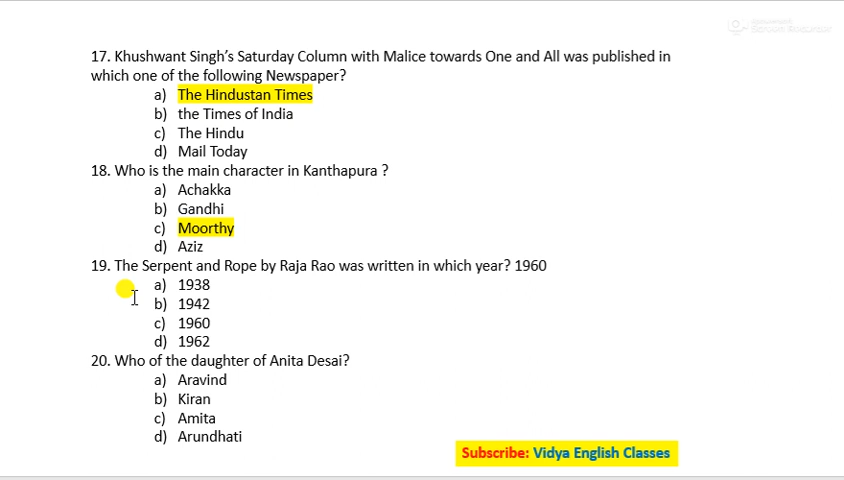 17. Khushwant Singh's Saturday Column with Malice towards One and All was published in
which one of the following Newspaper?
a) The Hindustan Times
b) the Times of India
c) The Hindu
d) Mail Today
18. Who is the main character in Kanthapura ?
a) Achakka
b) Gandhi
c) Moorthy
d) Aziz
19. The Serpent and Rope by Raja Rao was written in which year? 1960
a) 1938
b) 1942
c) 1960
d) 1962
20. Who of the daughter of Anita Desai?
a) Aravind
b) Kiran
c) Amita
d) Arundhati
Subscribe: Vidya English Classes